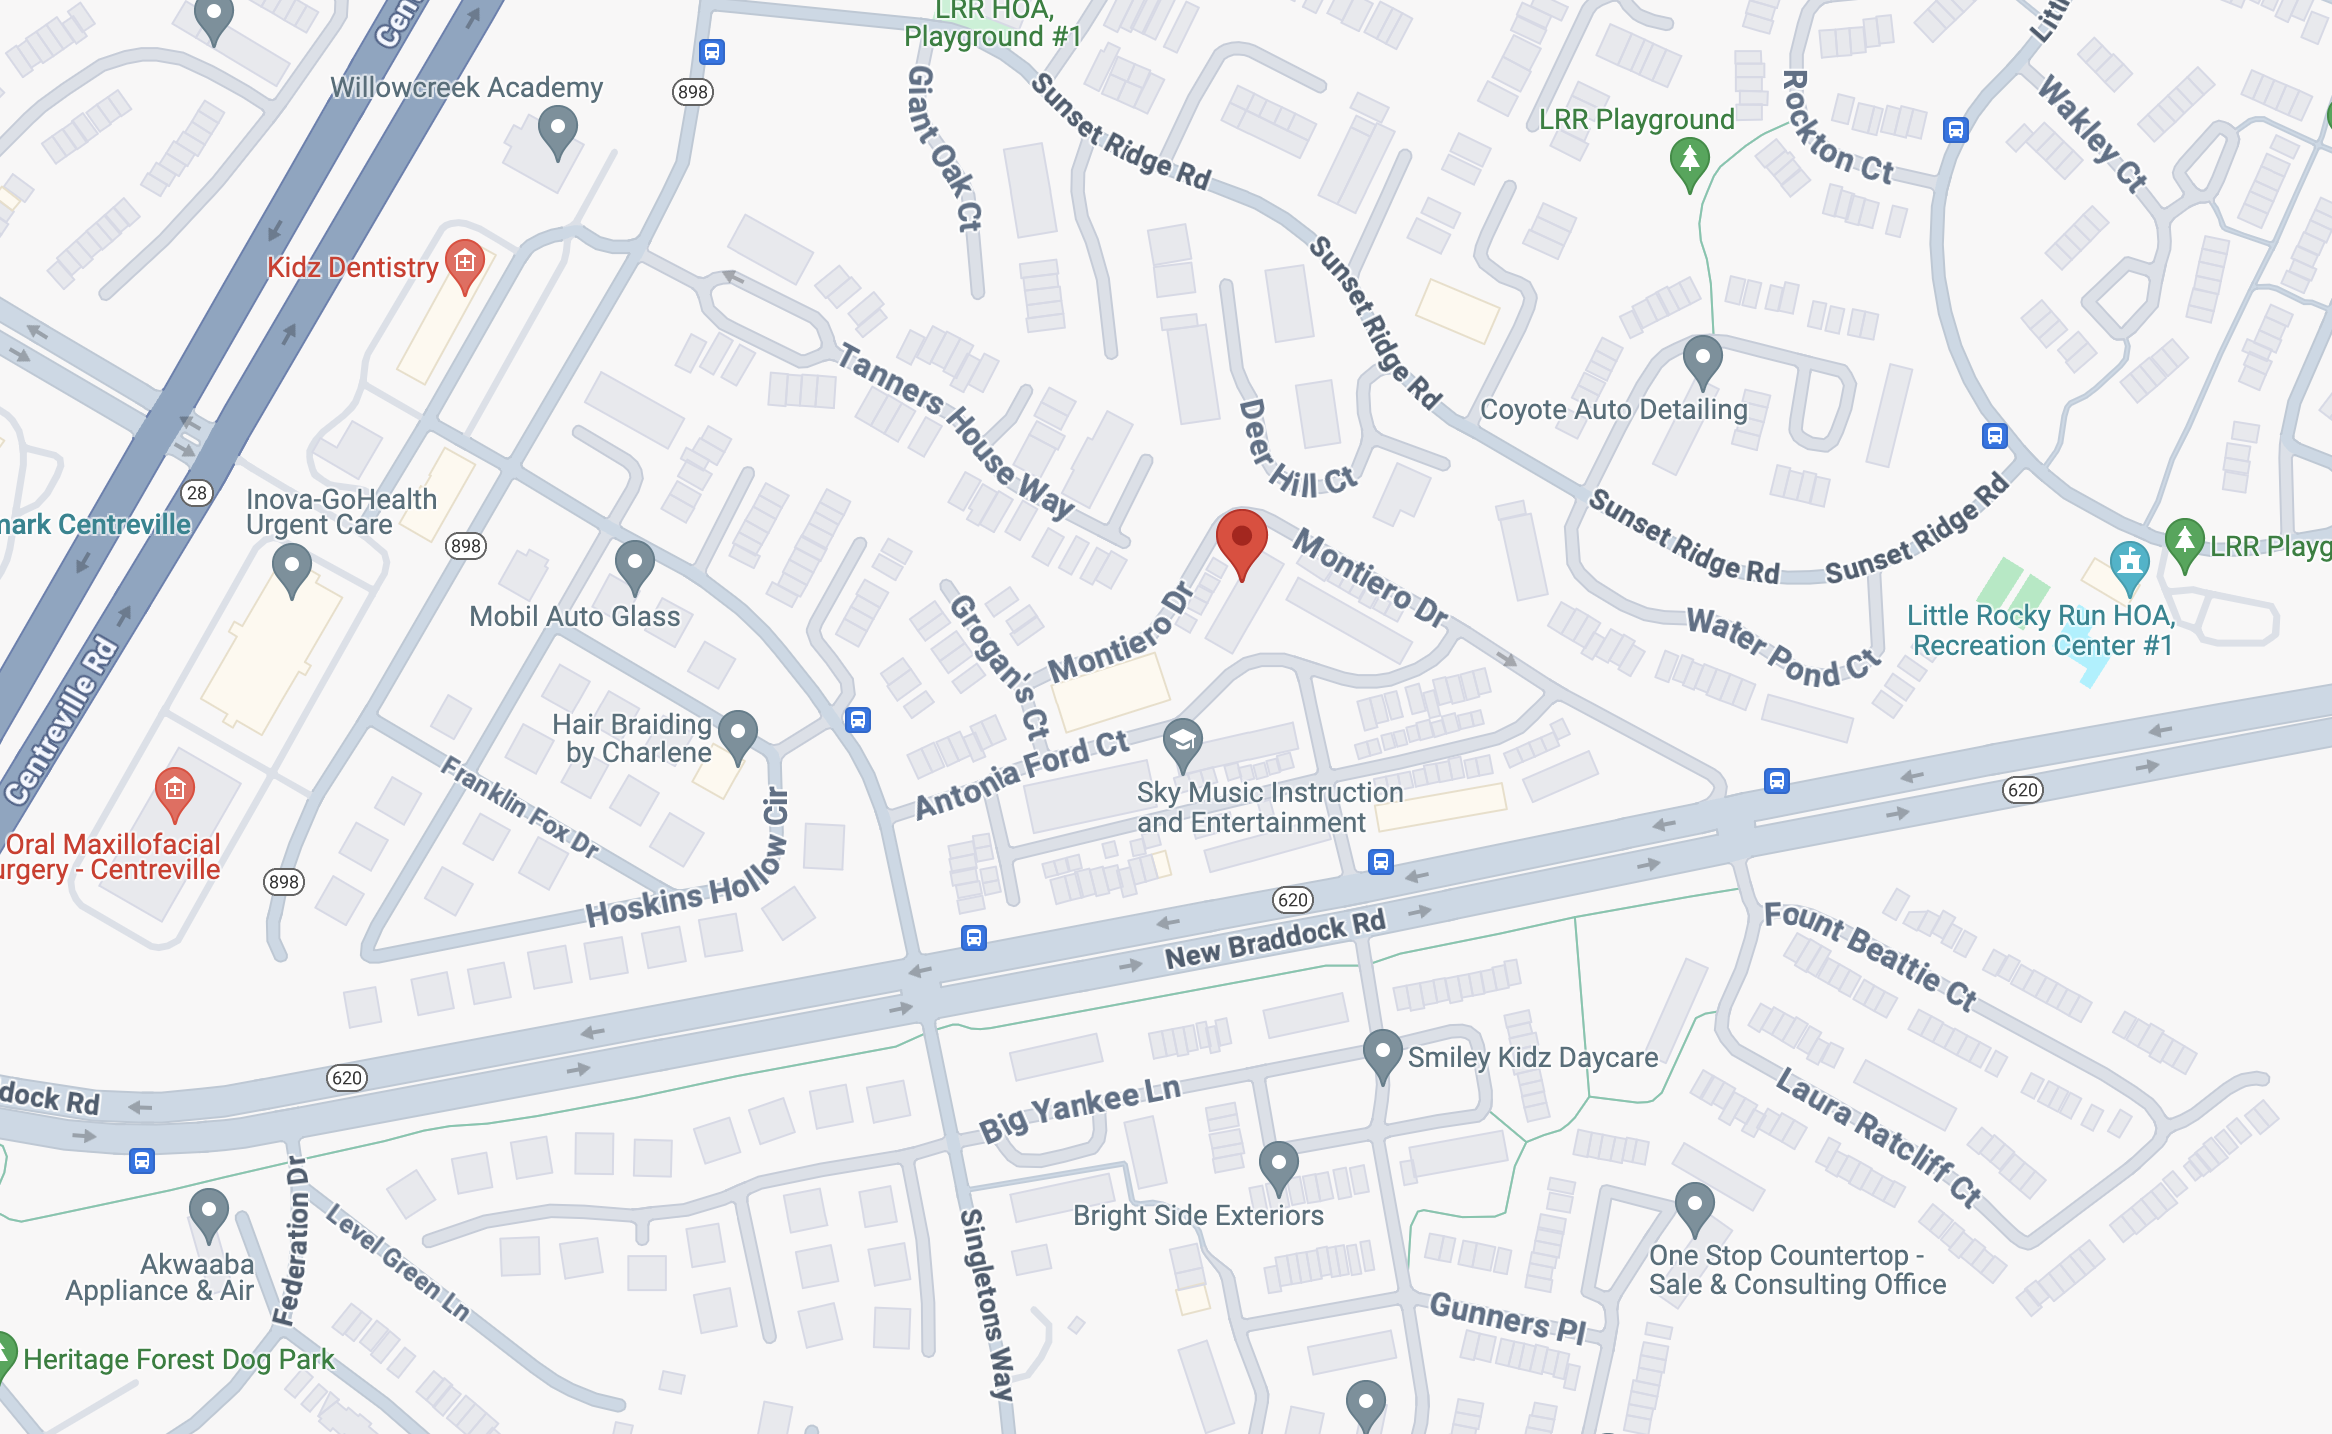 Cen
LRR HOA,
Playground #1
Littl
Willowcreek Academy
898
Giant Oak Ct
Sunset Ridge Rd
LRR Playground
Rockton Ct
Wakley Ct
Kidz Dentistry
Sunset Ridge Rd
Tanners House Way
Deer Hill Ct
Coyote Auto Detailing
28
Inova-GoHealth
Urgent Care
mark Centreville
898
Mobil Auto Glass
Montiero Dr
Sunset Ridge Rd
Sunset Ridge Rd
LRR Playg
Little Rocky Run HOA,
Recreation Center #1
Water Pond Ct
Grogan's Ct
Montiero Dr
Centreville Rd
Hair Braiding
by Charlene
Franklin Fox Dr
Antonia Ford Ct
Sky Music Instruction
and Entertainment
620
Oral Maxillofacial
urgery - Centreville
898
Hoskins Hollow Cir
620
New Braddock Rd
Fount Beattie Ct
620
dock Rd
Smiley Kidz Daycare
Big Yankee Ln
Laura Ratcliff Ct
Bright Side Exteriors
Federation Dr
Level Green Ln
Akwaaba
Appliance & Air
Singletons Way
One Stop Countertop -
Sale & Consulting Office
Gunners Pl
Heritage Forest Dog Park